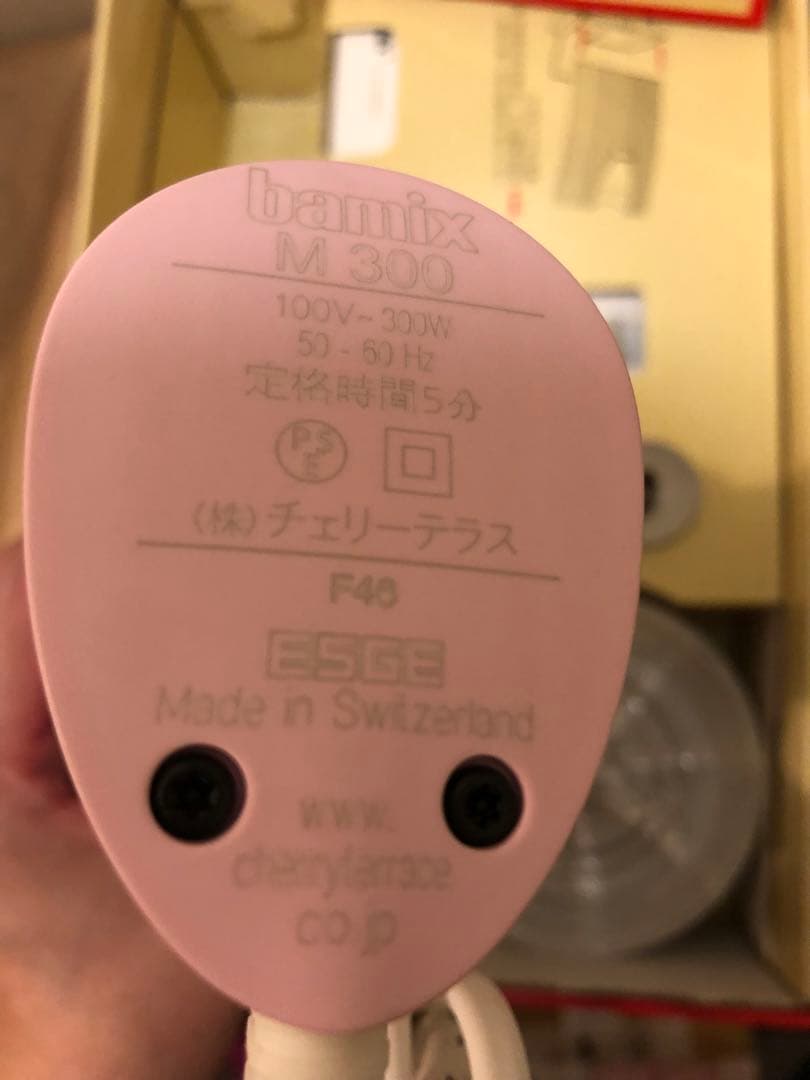 bamix
M 300
100V~300W
50 - 60 Hz
定格時間5分
PSE
(株)チェリーテラス
F46
ESGE
Made in Switzerland
www.
cherryterrace
.co.jp